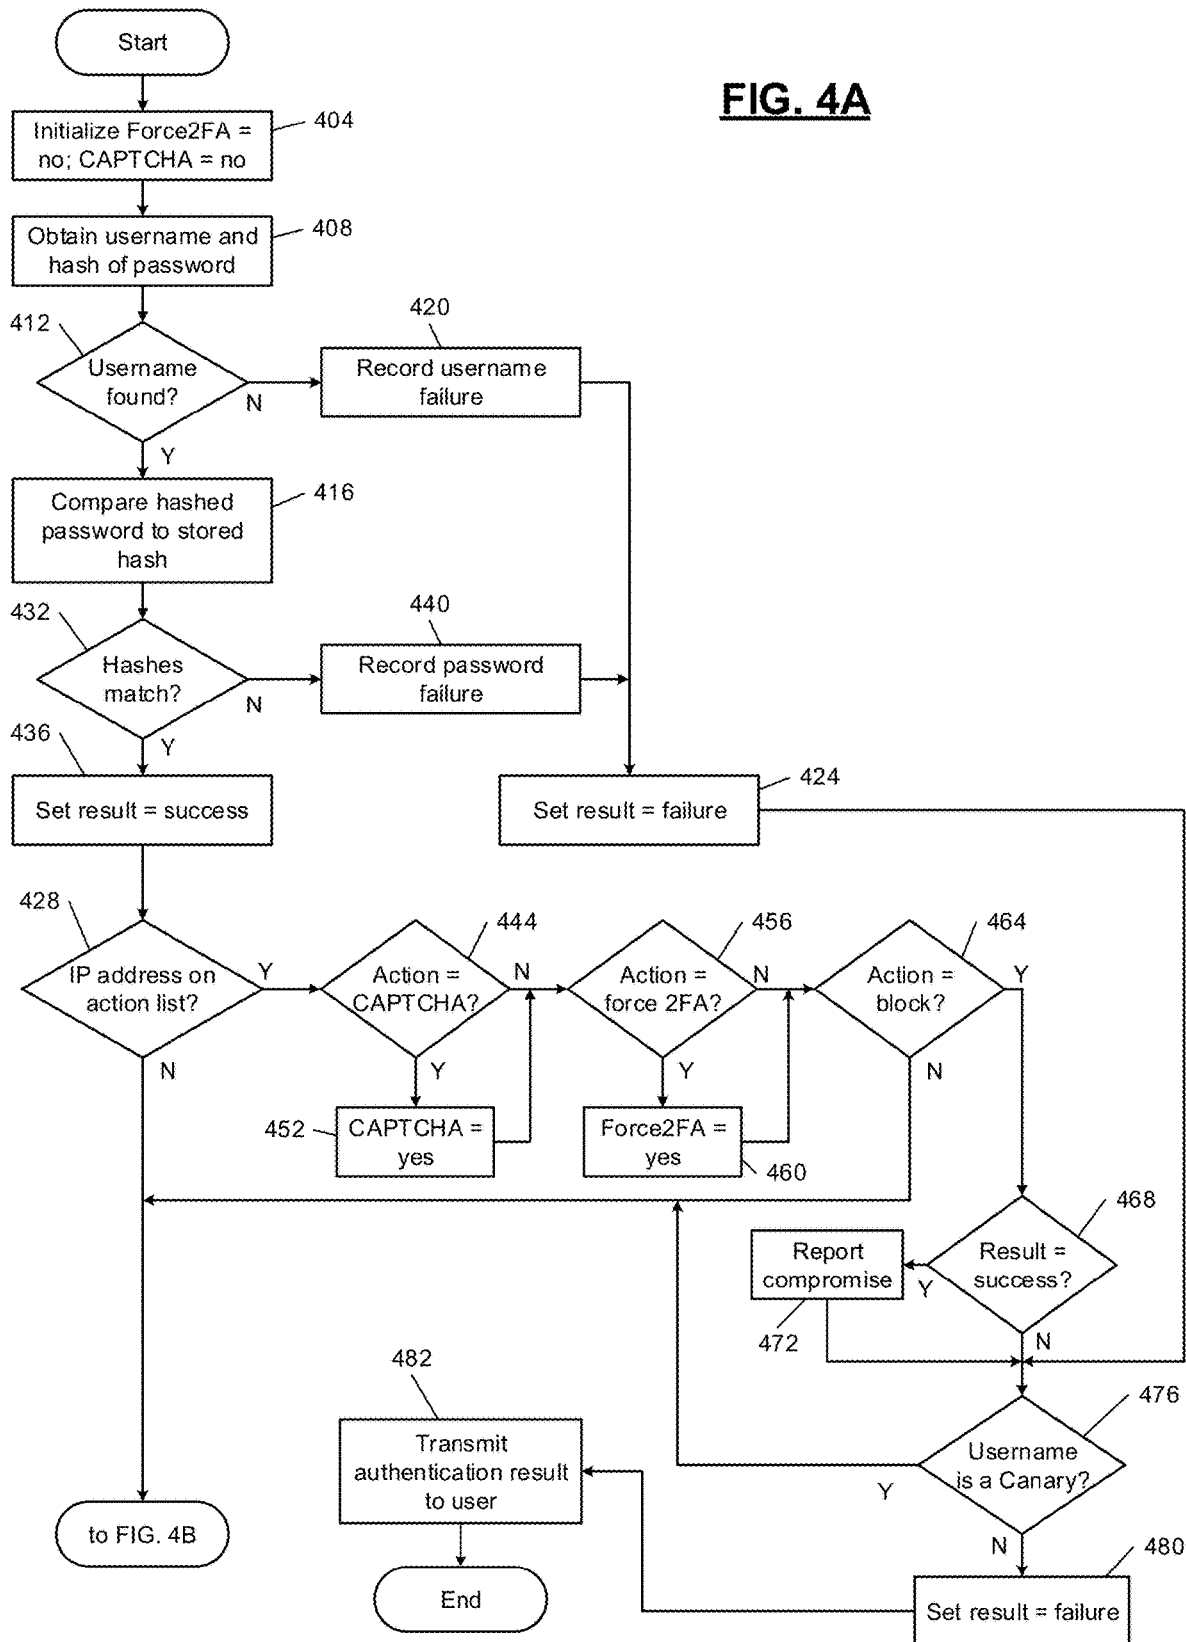 Start
FIG. 4A
Initialize Force2FA =
no; CAPTCHA = no
404
Obtain username and
hash of password
408
412
Username
found?
N
Y
420
Record username
failure
Compare hashed
password to stored
hash
416
432
Hashes
match?
N
Y
440
Record password
failure
436
Set result = success
424
Set result = failure
428
IP address on
action list?
Y
N
444
Action =
CAPTCHA?
N
Y
452
CAPTCHA =
yes
456
Action =
force 2FA?
N
Y
Force2FA =
yes
460
464
Action =
block?
Y
N
468
Result =
success?
Y
N
Report
compromise
472
476
Username
is a Canary?
Y
N
482
Transmit
authentication result
to user
480
Set result = failure
to FIG. 4B
End